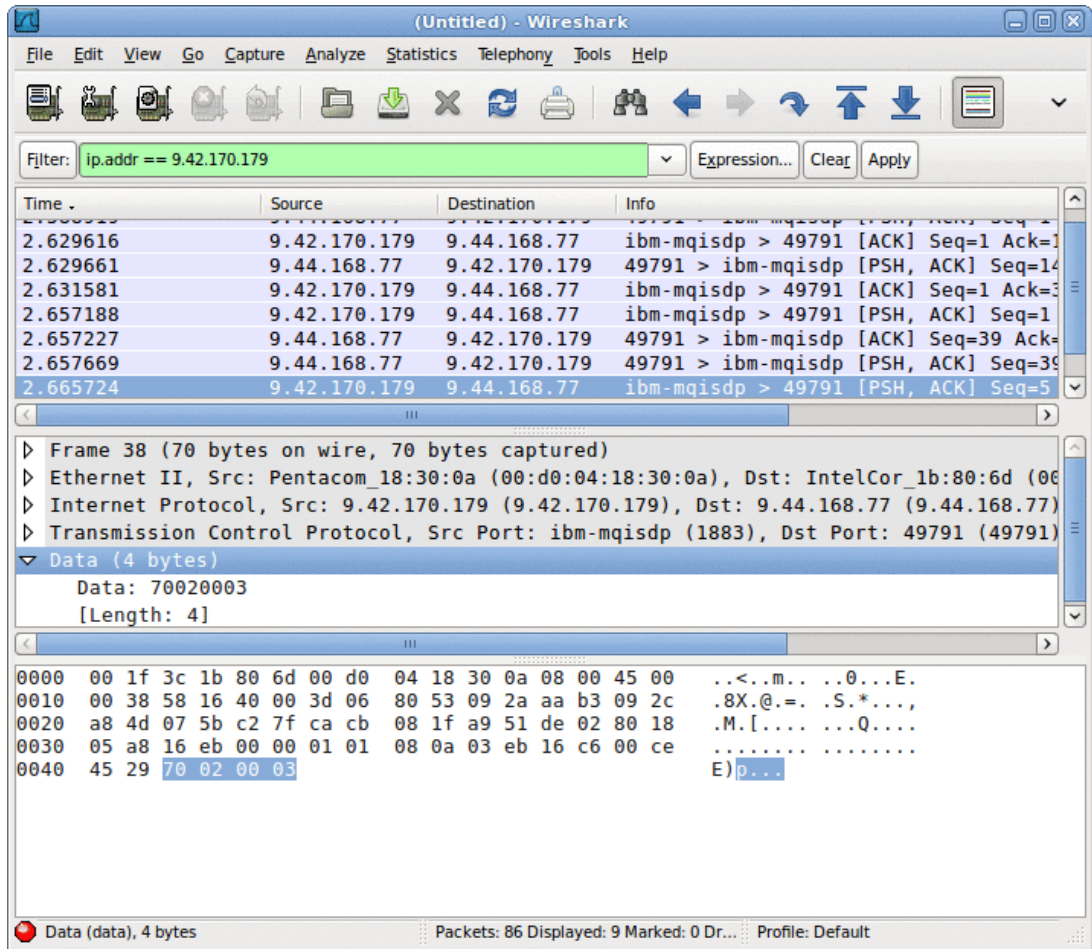 (Untitled) - Wireshark
File Edit View Go Capture Analyze Statistics Telephony Tools Help
Filter: ip.addr == 9.42.170.179 Expression... Clear Apply
Time Source Destination Info
2.629616 9.42.170.179 9.44.168.77 ibm-mqisdp > 49791 [ACK] Seq=1 Ack=1
2.629661 9.44.168.77 9.42.170.179 49791 > ibm-mqisdp [PSH, ACK] Seq=14
2.631581 9.42.170.179 9.44.168.77 ibm-mqisdp > 49791 [ACK] Seq=1 Ack=3
2.657188 9.42.170.179 9.44.168.77 ibm-mqisdp > 49791 [PSH, ACK] Seq=1
2.657227 9.44.168.77 9.42.170.179 49791 > ibm-mqisdp [ACK] Seq=39 Ack=
2.657669 9.44.168.77 9.42.170.179 49791 > ibm-mqisdp [PSH, ACK] Seq=39
2.665724 9.42.170.179 9.44.168.77 ibm-mqisdp > 49791 [PSH, ACK] Seq=5
Frame 38 (70 bytes on wire, 70 bytes captured)
Ethernet II, Src: Pentacom_18:30:0a (00:d0:04:18:30:0a), Dst: IntelCor_1b:80:6d (00
Internet Protocol, Src: 9.42.170.179 (9.42.170.179), Dst: 9.44.168.77 (9.44.168.77)
Transmission Control Protocol, Src Port: ibm-mqisdp (1883), Dst Port: 49791 (49791)
Data (4 bytes)
Data: 70020003
[Length: 4]
0000 00 1f 3c 1b 80 6d 00 d0 04 18 30 0a 08 00 45 00 ..<..m.. ..0...E.
0010 00 38 58 16 40 00 3d 06 80 53 09 2a aa b3 09 2c .8X.@.=. .S.*...,
0020 a8 4d 07 5b c2 7f ca cb 08 1f a9 51 de 02 80 18 .M.[.... ...Q....
0030 05 a8 16 eb 00 00 01 01 08 0a 03 eb 16 c6 00 ce ........ ........
0040 45 29 70 02 00 03 E)p...
Data (data), 4 bytes Packets: 86 Displayed: 9 Marked: 0 Dr... Profile: Default